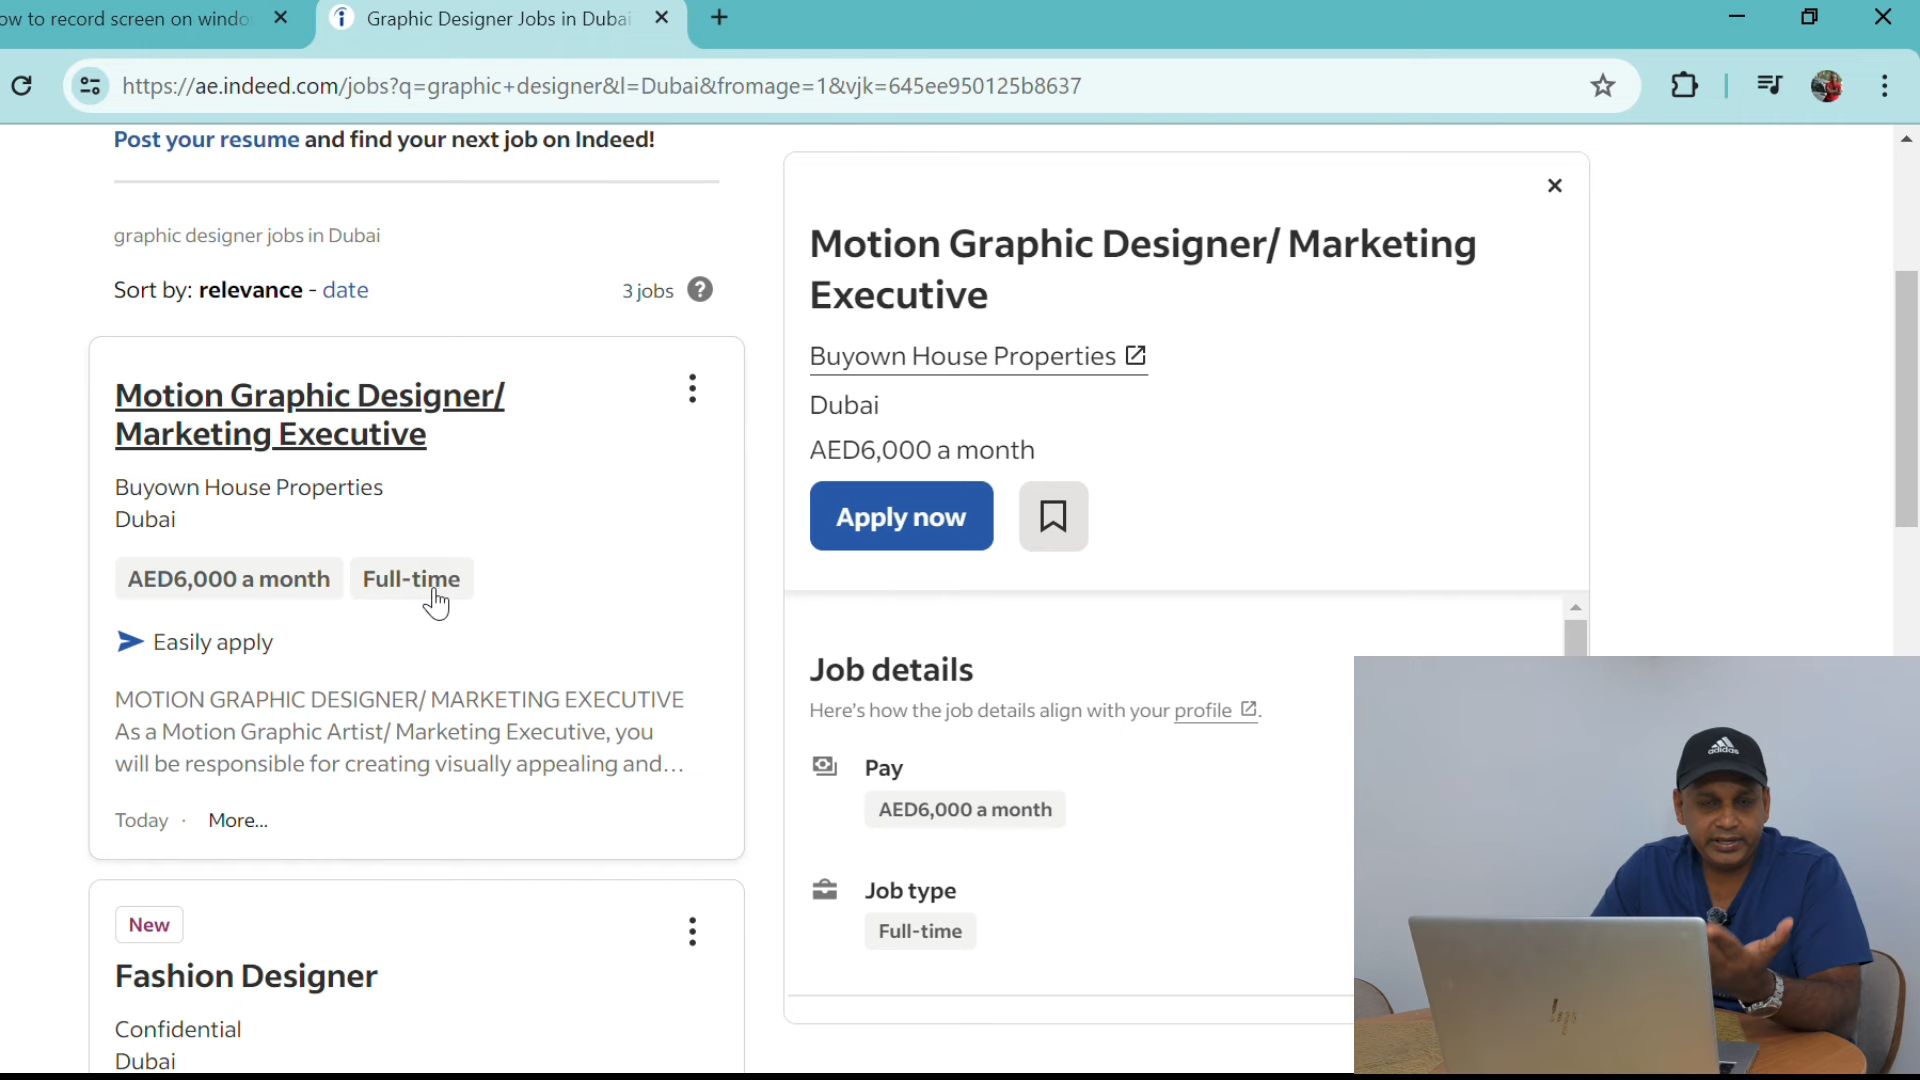 ow to record screen on windo
Graphic Designer Jobs in Dubai
https://ae.indeed.com/jobs?q=graphic+designer&l=Dubai&fromage=1&vjk=645ee950125b8637
Post your resume and find your next job on Indeed!
graphic designer jobs in Dubai
Sort by: relevance - date
3 jobs
?
Motion Graphic Designer/
Marketing Executive
Buyown House Properties
Dubai
AED6,000 a month
Full-time
Easily apply
MOTION GRAPHIC DESIGNER/ MARKETING EXECUTIVE
As a Motion Graphic Artist/ Marketing Executive, you
will be responsible for creating visually appealing and…
Today · More...
New
Fashion Designer
Confidential
Dubai
Motion Graphic Designer/ Marketing
Executive
Buyown House Properties
Dubai
AED6,000 a month
Apply now
Job details
Here's how the job details align with your profile.
Pay
AED6,000 a month
Job type
Full-time
adidas
hp